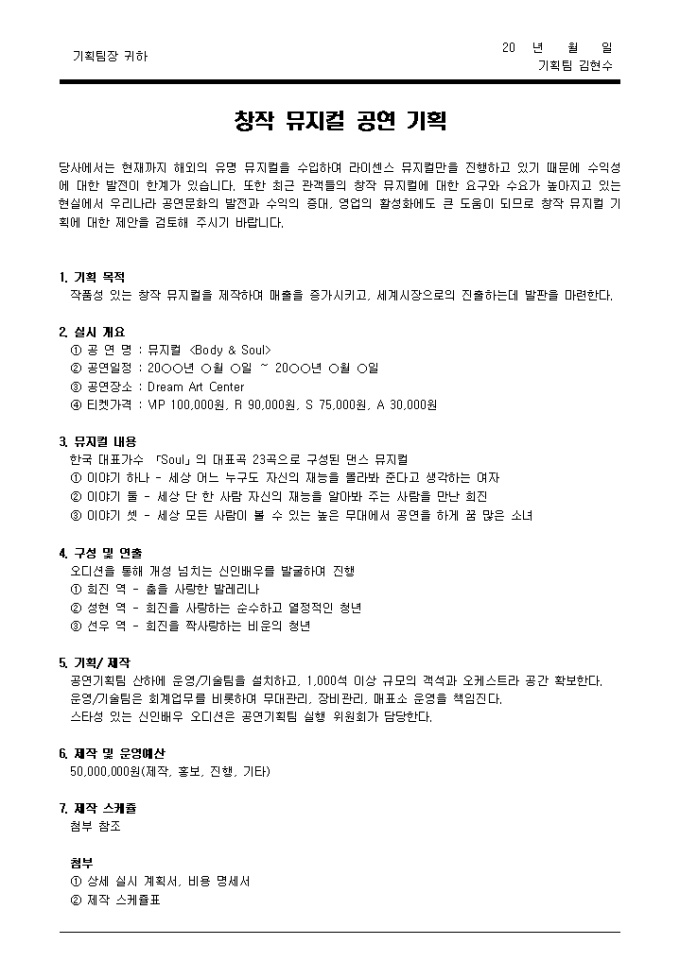 기획팀장 귀하
20 년 월 일
기획팀 김현수
창작 뮤지컬 공연 기획
당사에서는 현재까지 해외의 유명 뮤지컬을 수입하여 라이센스 뮤지컬만을 진행하고 있기 때문에 수익성
에 대한 발전이 한계가 있습니다. 또한 최근 관객들의 창작 뮤지컬에 대한 요구와 수요가 높아지고 있는
현실에서 우리나라 공연문화의 발전과 수익의 증대, 영업의 활성화에도 큰 도움이 되므로 창작 뮤지컬 기
획에 대한 제안을 검토해 주시기 바랍니다.
1. 기획 목적
작품성 있는 창작 뮤지컬을 제작하여 매출을 증가시키고, 세계시장으로의 진출하는데 발판을 마련한다.
2. 실시 개요
① 공 연 명 : 뮤지컬 <Body & Soul>
② 공연일정 : 20○○년 ○월 ○일 ~ 20○○년 ○월 ○일
③ 공연장소 : Dream Art Center
④ 티켓가격 : VIP 100,000원, R 90,000원, S 75,000원, A 30,000원
3. 뮤지컬 내용
한국 대표가수 「Soul」의 대표곡 23곡으로 구성된 댄스 뮤지컬
① 이야기 하나 - 세상 어느 누구도 자신의 재능을 몰라봐 준다고 생각하는 여자
② 이야기 둘 - 세상 단 한 사람 자신의 재능을 알아봐 주는 사람을 만난 희진
③ 이야기 셋 - 세상 모든 사람이 볼 수 있는 높은 무대에서 공연을 하게 꿈 많은 소녀
4. 구성 및 연출
오디션을 통해 개성 넘치는 신인배우를 발굴하여 진행
① 희진 역 - 춤을 사랑한 발레리나
② 성현 역 - 희진을 사랑하는 순수하고 열정적인 청년
③ 선우 역 - 희진을 짝사랑하는 비운의 청년
5. 기획/ 제작
공연기획팀 산하에 운영/기술팀을 설치하고, 1,000석 이상 규모의 객석과 오케스트라 공간 확보한다.
운영/기술팀은 회계업무를 비롯하여 무대관리, 장비관리, 매표소 운영을 책임진다.
스타성 있는 신인배우 오디션은 공연기획팀 실행 위원회가 담당한다.
6. 제작 및 운영예산
50,000,000원(제작, 홍보, 진행, 기타)
7. 제작 스케쥴
첨부 참조
첨부
① 상세 실시 계획서, 비용 명세서
② 제작 스케쥴표